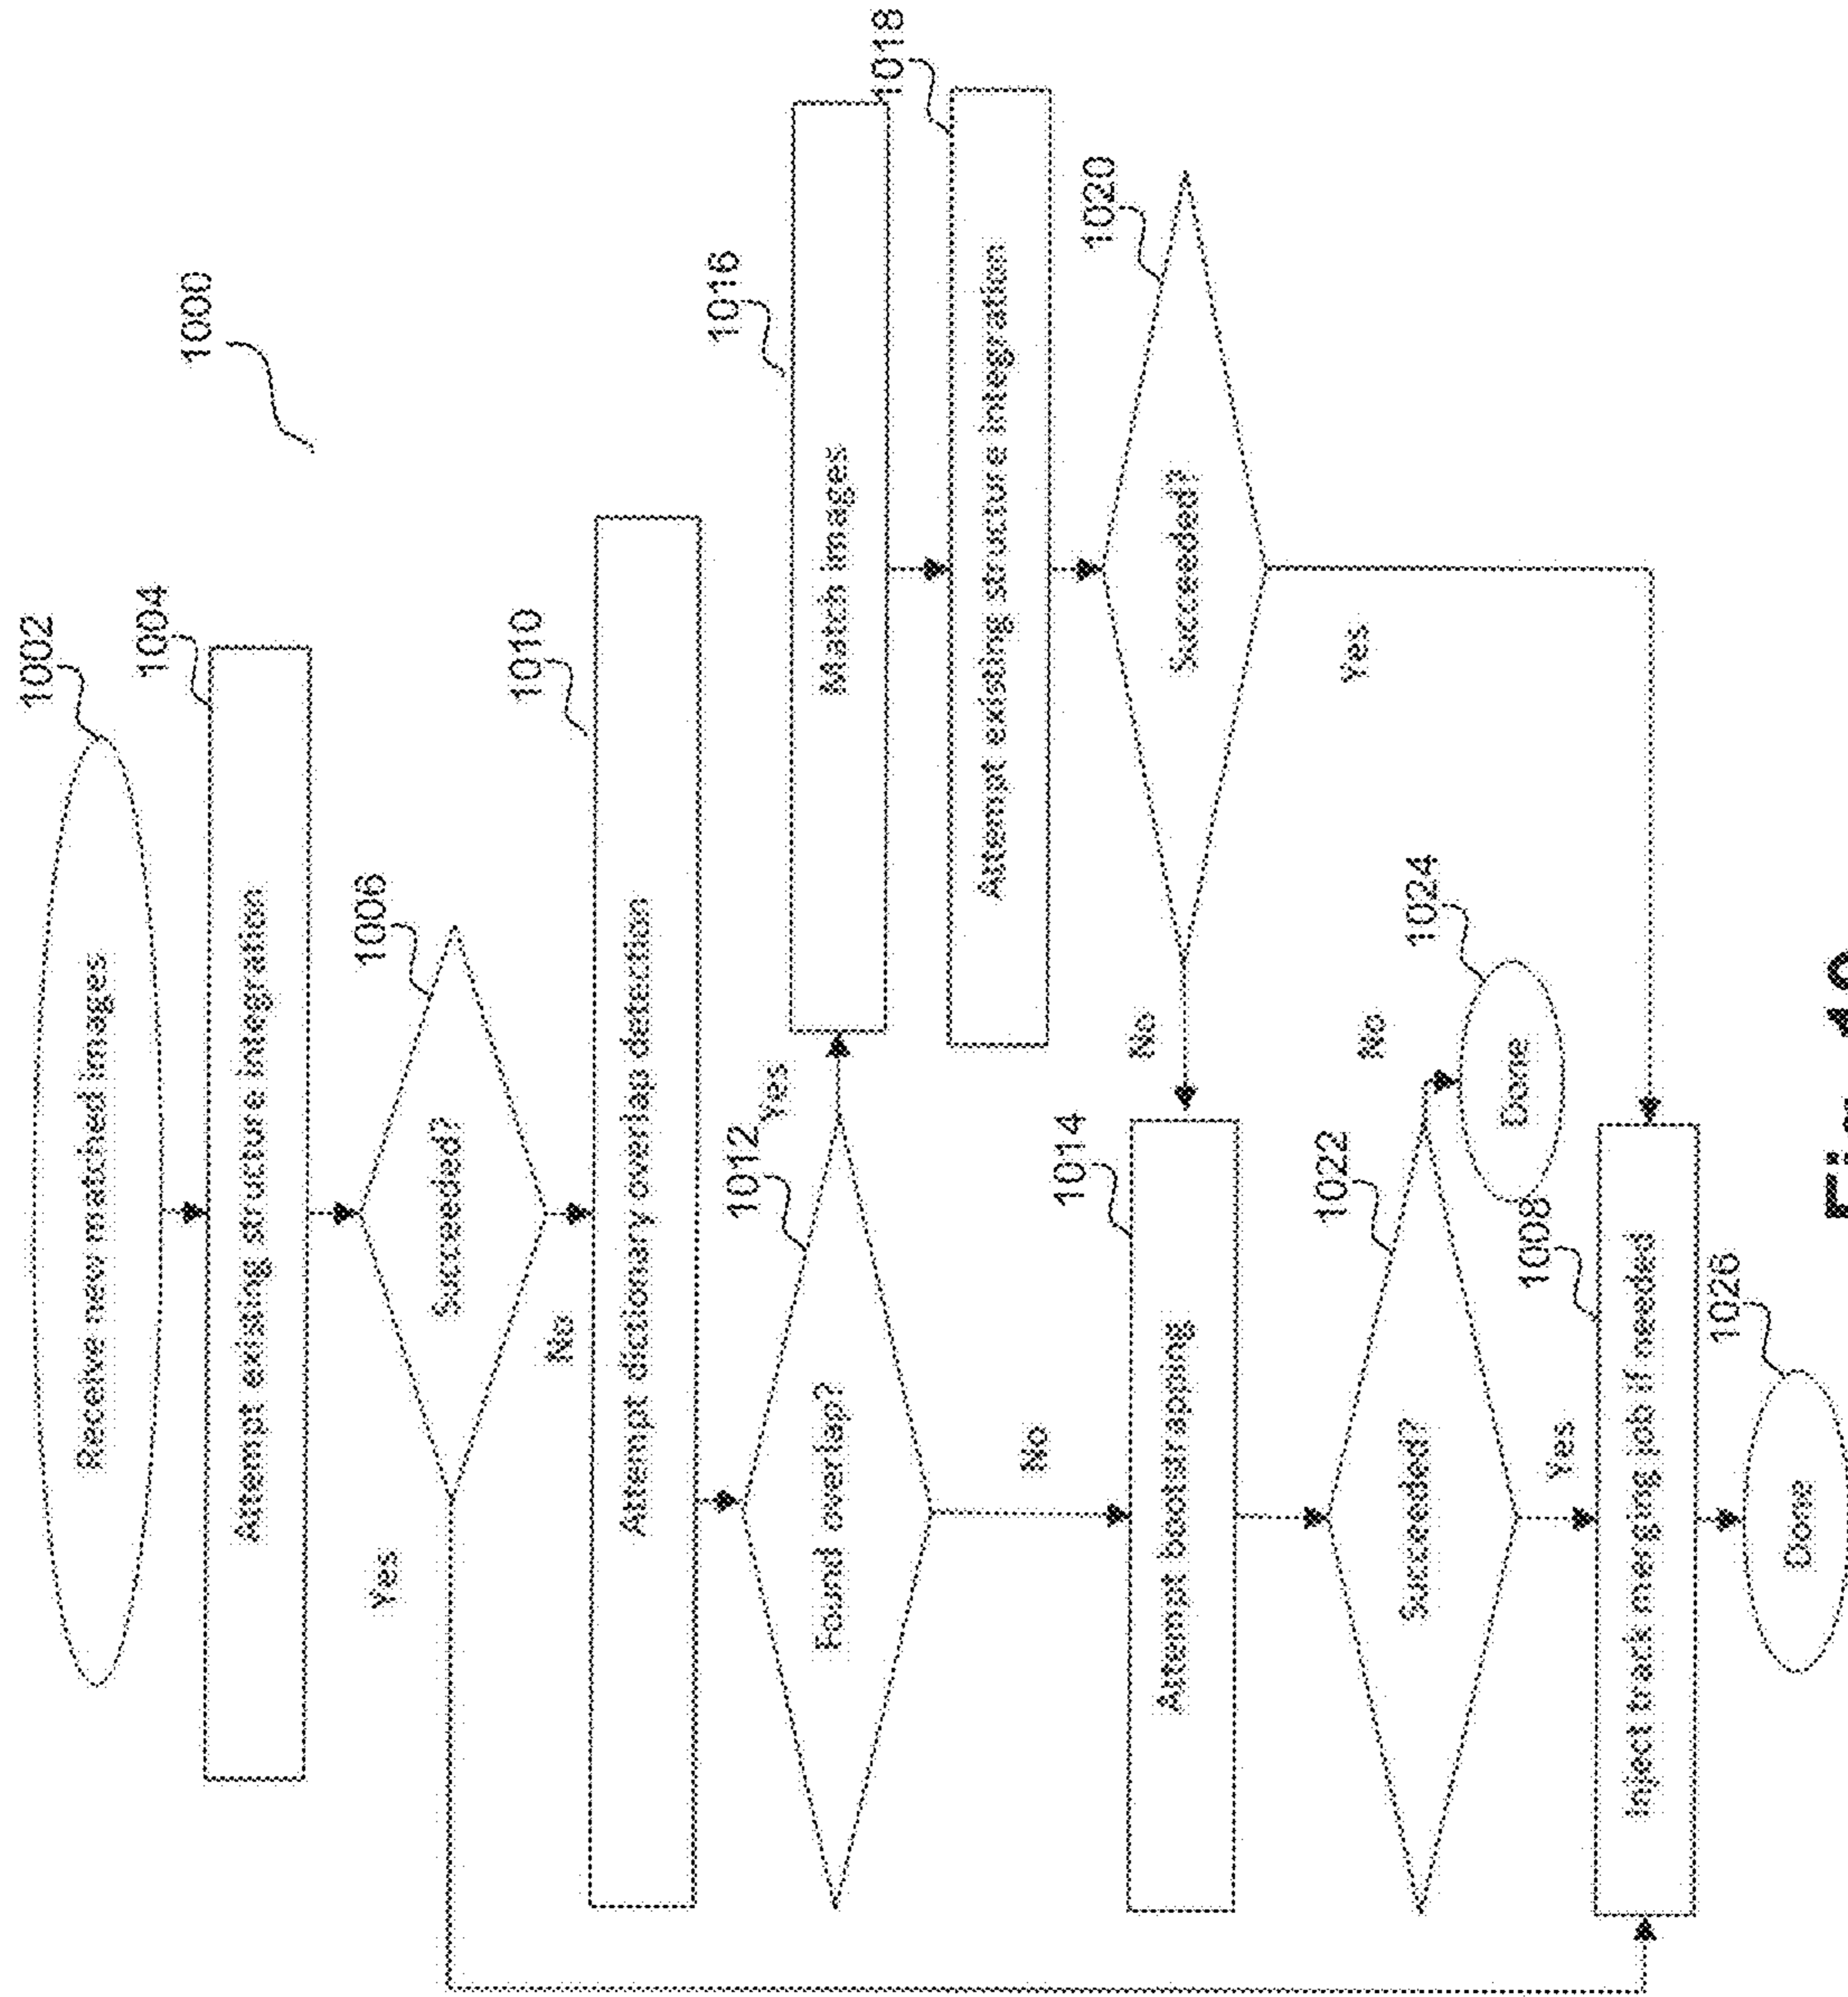 1000
1002
Receive new matched images
1004
Attempt existing structure integration
1006
Succeeded?
Yes
No
1010
Attempt dictionary overlap detection
1012
Found overlap?
Yes
No
1016
Match images
1018
Attempt existing structure integration
1020
Succeeded?
No
Yes
1014
Attempt bootstrapping
1022
Succeeded?
No
Yes
1024
Done
1008
Inject track merging job if needed
1026
Done